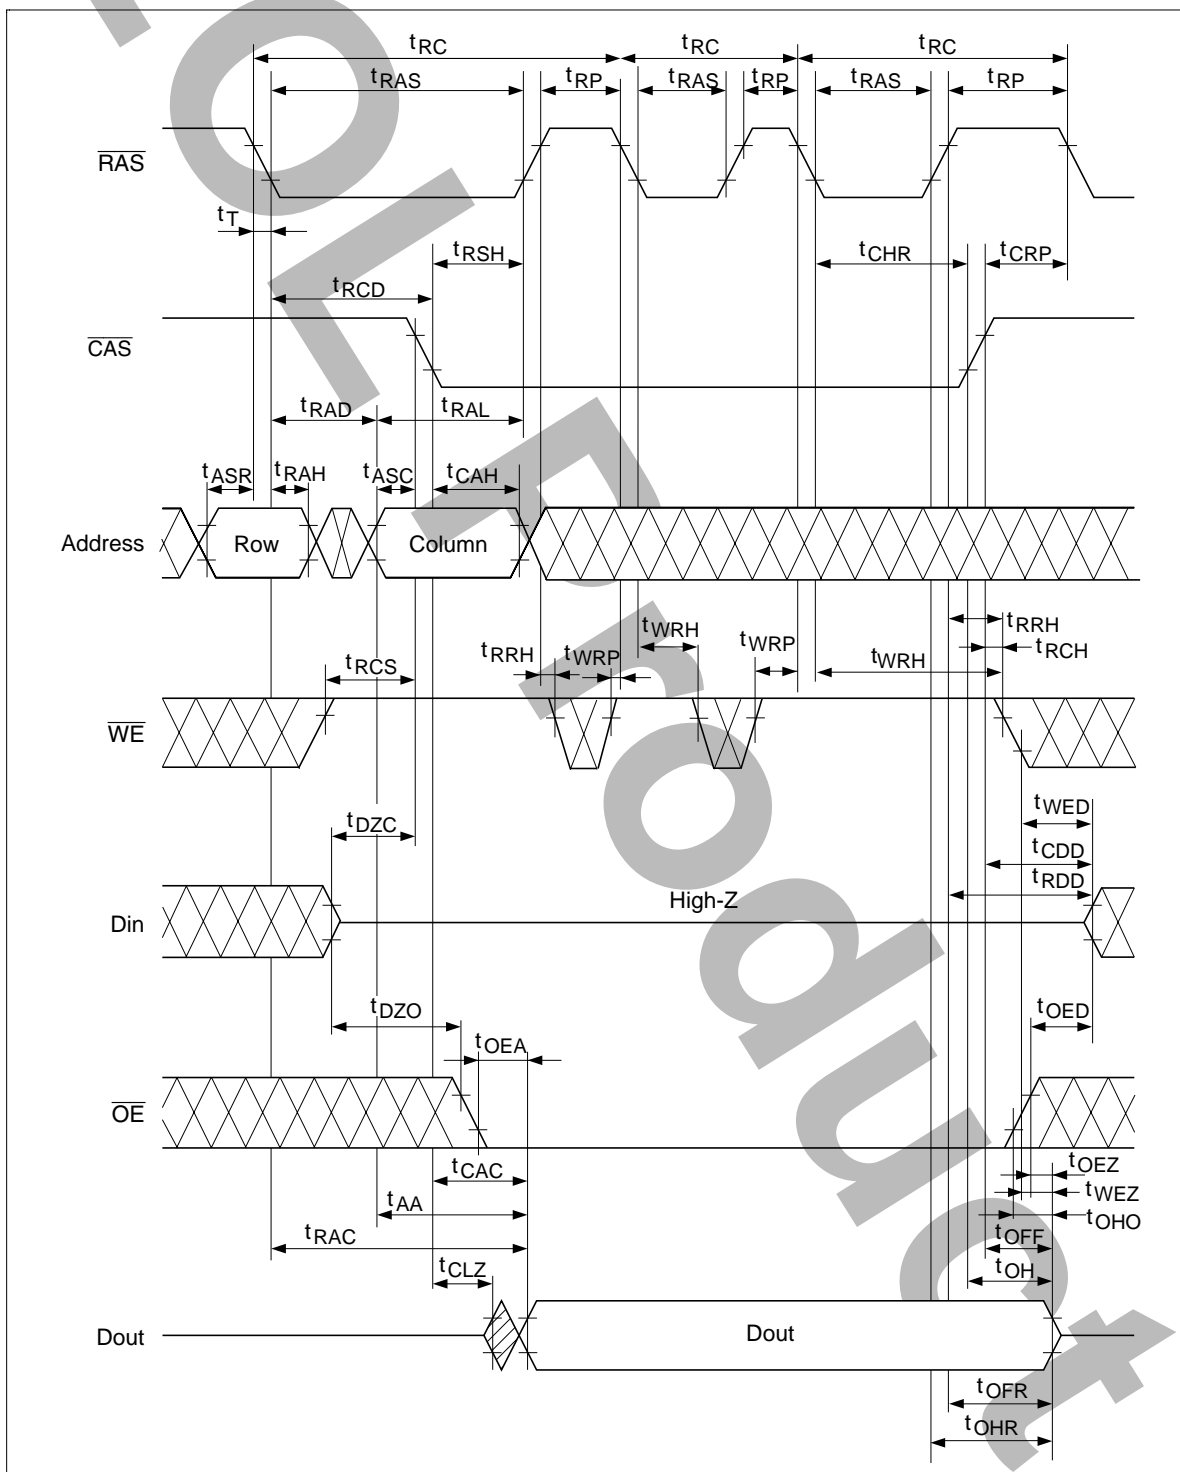 tRC tRC tRC
tRAS tRP tRAS tRP tRAS tRP
RAS
tT
tRSH tCHR tCRP
tRCD
CAS
tRAD tRAL
tASR tRAH tASC tCAH
Address Row Column
tRRH
tWRH
tRRH tWRP tWRP
tRCH
tRCS tWRH
WE
tWED
tDZC
tCDD
tRDD
High-Z
Din
tDZO tOED
tOEA
OE
tCAC tOEZ
tWEZ
tAA
tOHO
tRAC tOFF
tCLZ tOH
Dout Dout
tOFR
tOHR
OL Product